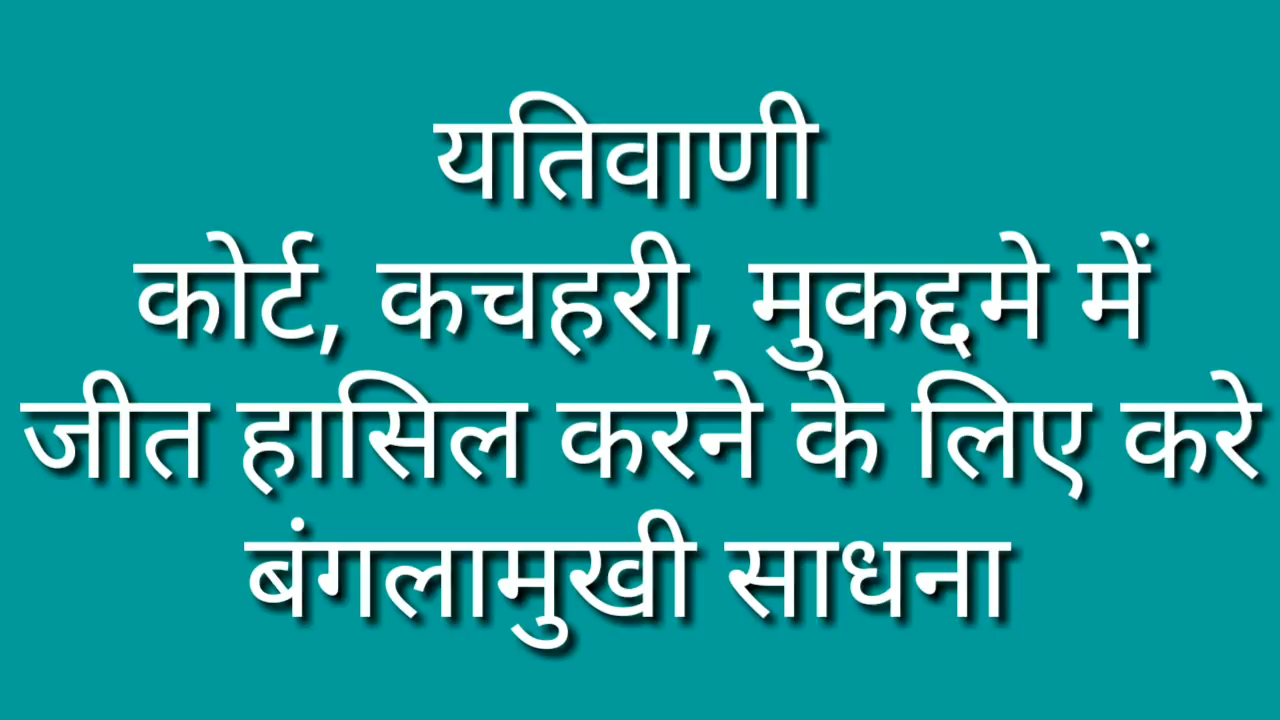 यतिवाणी
कोर्ट, कचहरी, मुकद्दमे में
जीत हासिल करने के लिए करे
बंगलामुखी साधना